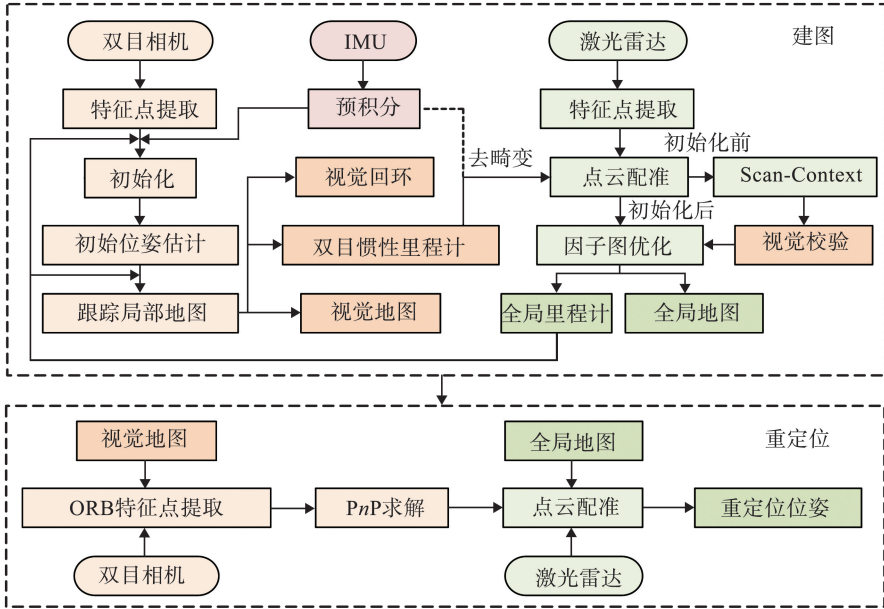 双目相机
IMU
激光雷达
建图
特征点提取
预积分
特征点提取
去畸变
初始化前
初始化
视觉回环
点云配准
Scan-Context
初始化后
初始位姿估计
双目惯性里程计
因子图优化
视觉校验
跟踪局部地图
视觉地图
全局里程计
全局地图
视觉地图
全局地图
重定位
ORB特征点提取
PnP求解
点云配准
重定位位姿
双目相机
激光雷达